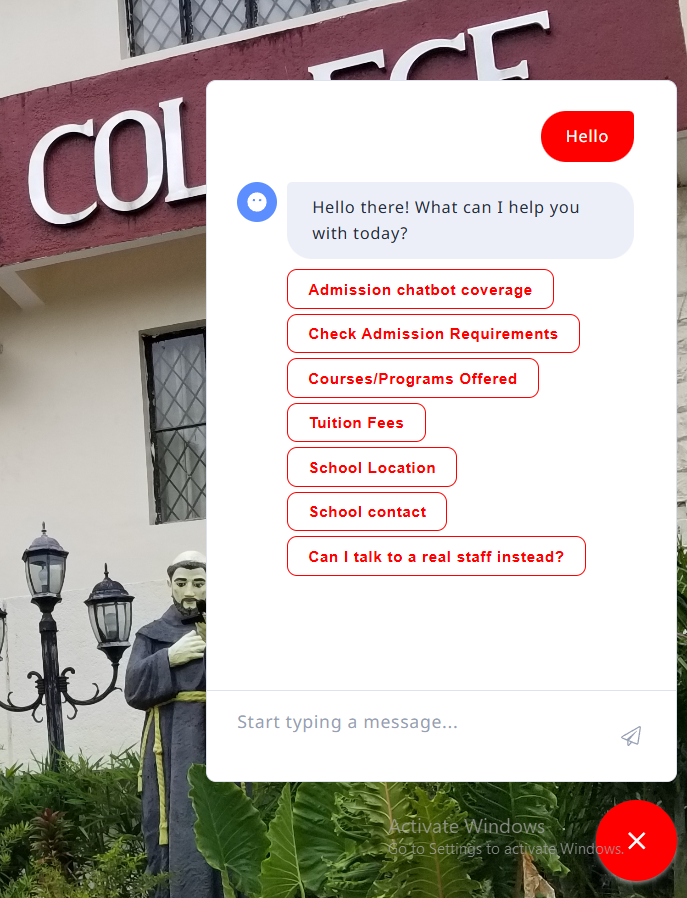 COL EGE
Hello
Hello there! What can I help you
with today?
Admission chatbot coverage
Check Admission Requirements
Courses/Programs Offered
Tuition Fees
School Location
School contact
Can I talk to a real staff instead?
Start typing a message...
Activate Windows
Go to Settings to activate Windows.